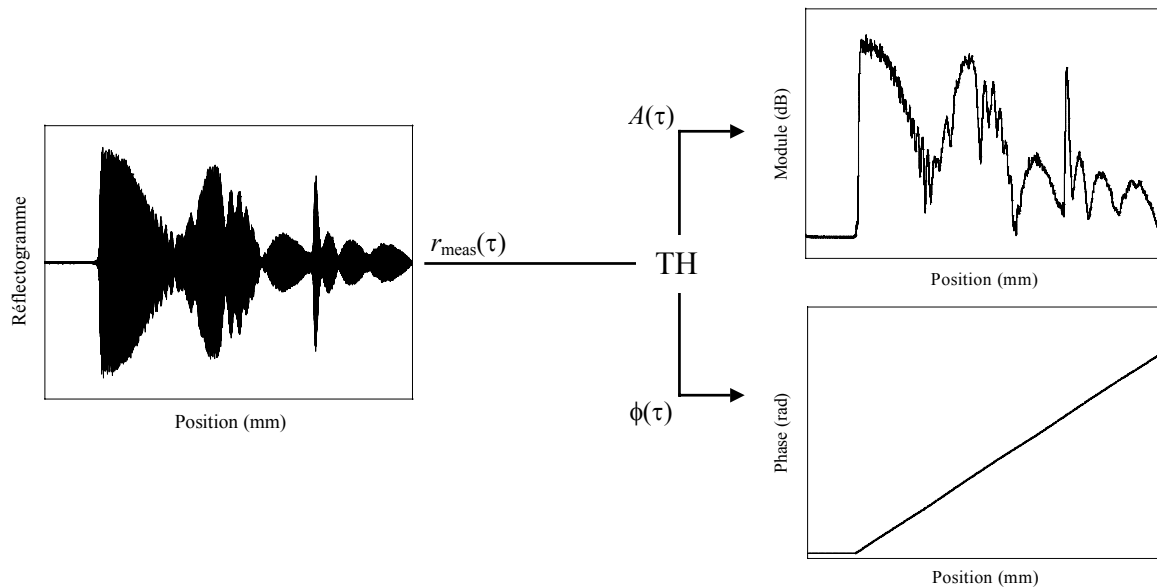 Réflectogramme
Position (mm)
r_meas(τ)
TH
A(τ)
ϕ(τ)
Module (dB)
Position (mm)
Phase (rad)
Position (mm)